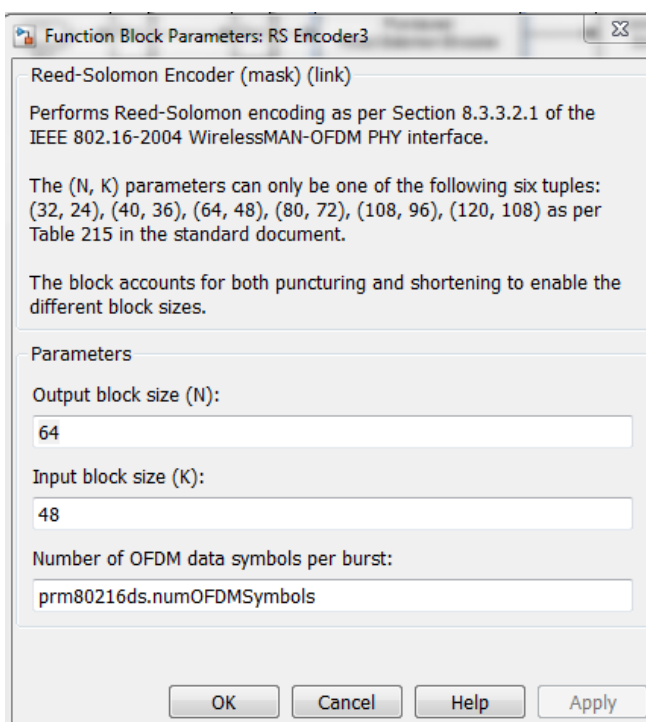 Function Block Parameters: RS Encoder3
Reed-Solomon Encoder (mask) (link)
Performs Reed-Solomon encoding as per Section 8.3.3.2.1 of the
IEEE 802.16-2004 WirelessMAN-OFDM PHY interface.
The (N, K) parameters can only be one of the following six tuples:
(32, 24), (40, 36), (64, 48), (80, 72), (108, 96), (120, 108) as per
Table 215 in the standard document.
The block accounts for both puncturing and shortening to enable the
different block sizes.
Parameters
Output block size (N):
64
Input block size (K):
48
Number of OFDM data symbols per burst:
prm80216ds.numOFDMSymbols
OK Cancel Help Apply